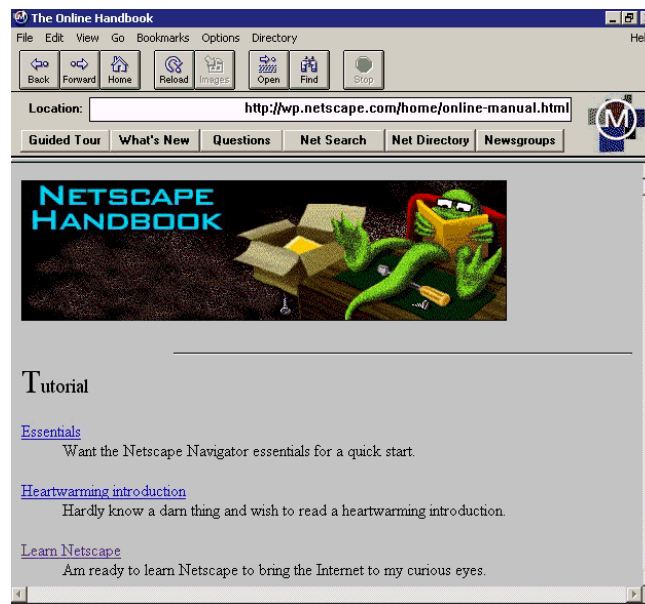 The Online Handbook
File Edit View Go Bookmarks Options Directory Hel
Back Forward Home Reload Images Open Find Stop
Location: http://wp.netscape.com/home/online-manual.html
M
Guided Tour What's New Questions Net Search Net Directory Newsgroups
NETSCAPE
HANDBOOK
Tutorial
Essentials
Want the Netscape Navigator essentials for a quick start.
Heartwarming introduction
Hardly know a darn thing and wish to read a heartwarming introduction.
Learn Netscape
Am ready to learn Netscape to bring the Internet to my curious eyes.